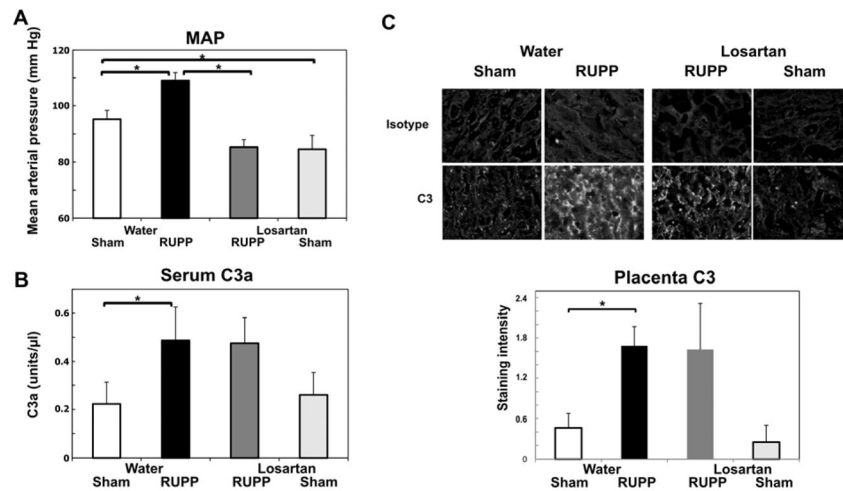 A
MAP
Mean arterial pressure (mm Hg)
120
100
80
60
*
*
*
Water
Losartan
Sham
RUPP
RUPP
Sham
B
Serum C3a
C3a (units/µl)
0.6
0.4
0.2
0
*
Water
Losartan
Sham
RUPP
RUPP
Sham
C
Water
Losartan
Sham
RUPP
RUPP
Sham
Isotype
C3
Placenta C3
Staining intensity
2.4
1.8
1.2
0.6
0
*
Water
Losartan
Sham
RUPP
RUPP
Sham